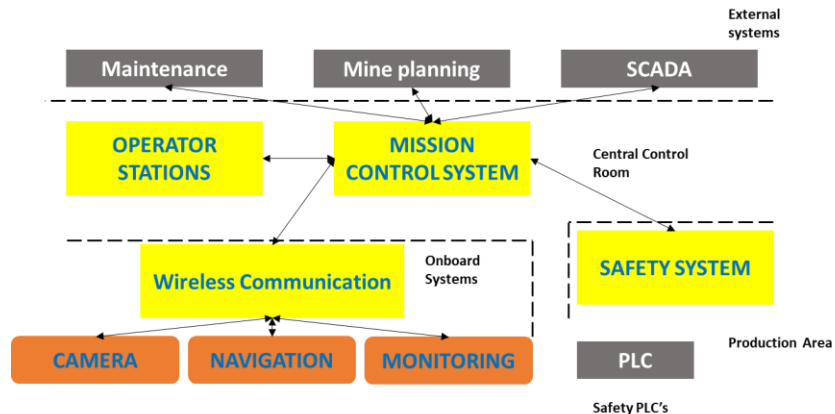 External
systems
Maintenance
Mine planning
SCADA
OPERATOR
STATIONS
MISSION
CONTROL SYSTEM
Central Control
Room
Wireless Communication
Onboard
Systems
SAFETY SYSTEM
CAMERA
NAVIGATION
MONITORING
PLC
Production Area
Safety PLC's